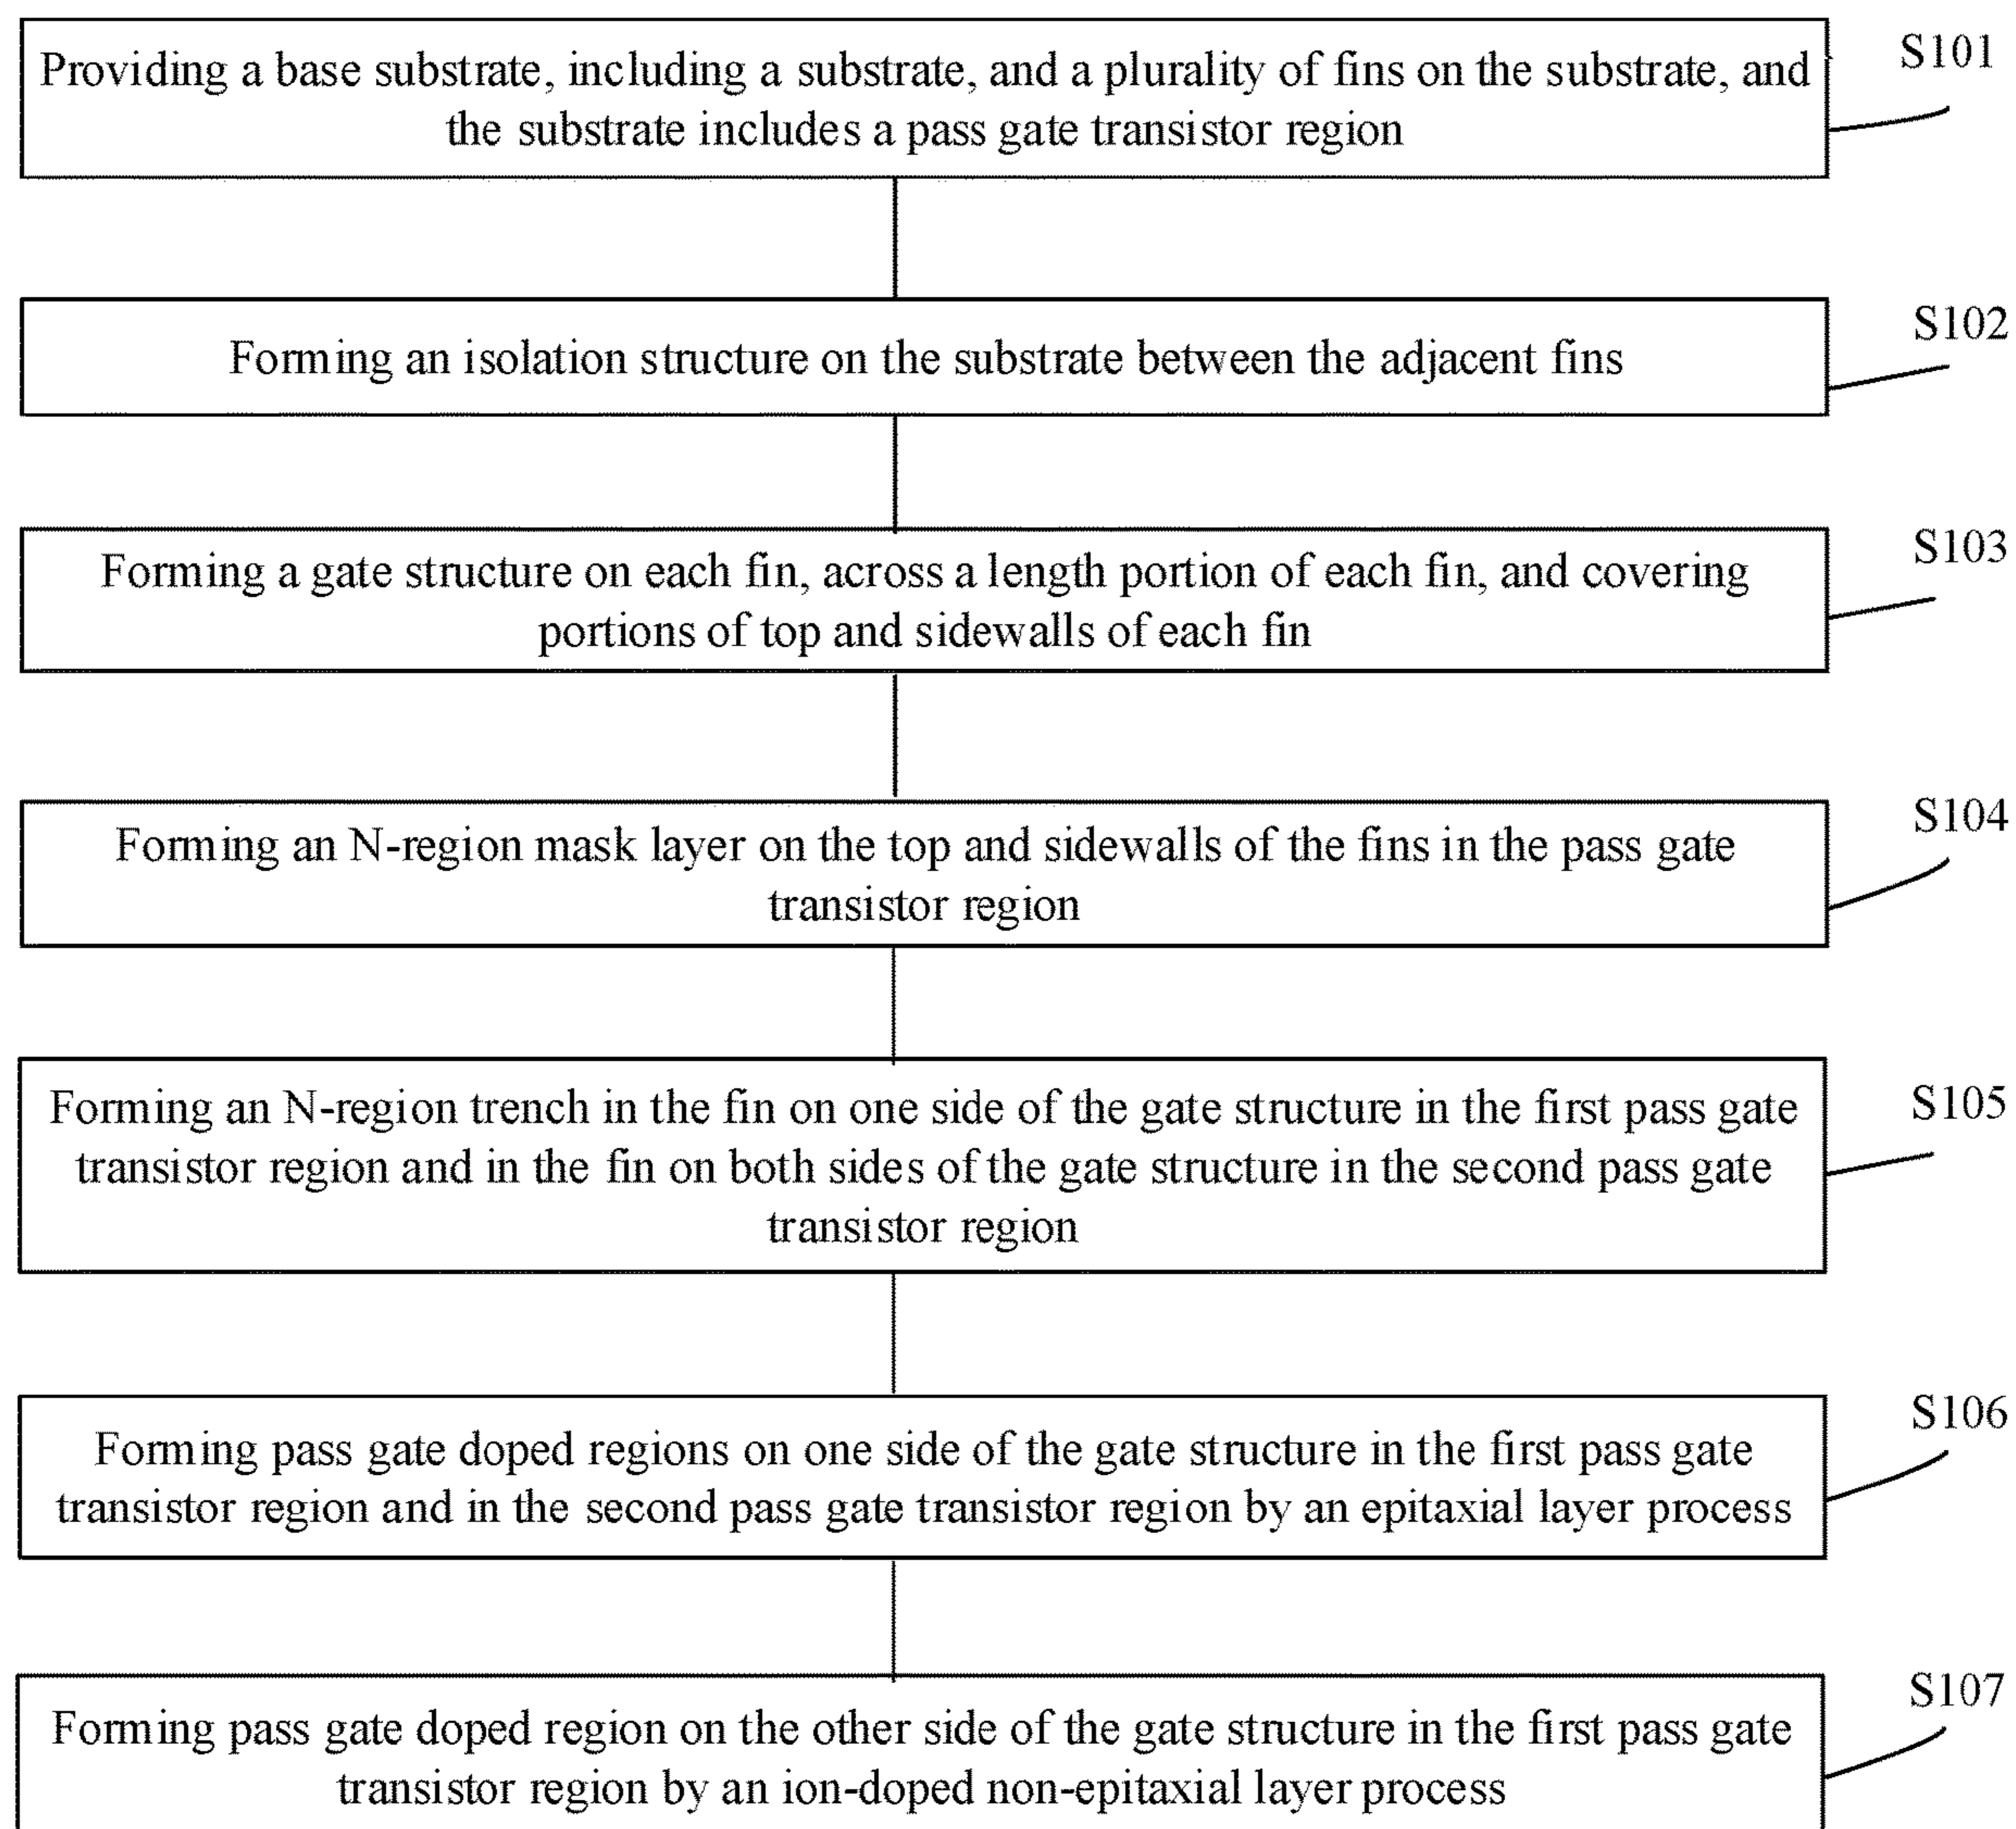 Providing a base substrate, including a substrate, and a plurality of fins on the substrate, and
the substrate includes a pass gate transistor region
S101
Forming an isolation structure on the substrate between the adjacent fins
S102
Forming a gate structure on each fin, across a length portion of each fin, and covering
portions of top and sidewalls of each fin
S103
Forming an N-region mask layer on the top and sidewalls of the fins in the pass gate
transistor region
S104
Forming an N-region trench in the fin on one side of the gate structure in the first pass gate
transistor region and in the fin on both sides of the gate structure in the second pass gate
transistor region
S105
Forming pass gate doped regions on one side of the gate structure in the first pass gate
transistor region and in the second pass gate transistor region by an epitaxial layer process
S106
Forming pass gate doped region on the other side of the gate structure in the first pass gate
transistor region by an ion-doped non-epitaxial layer process
S107